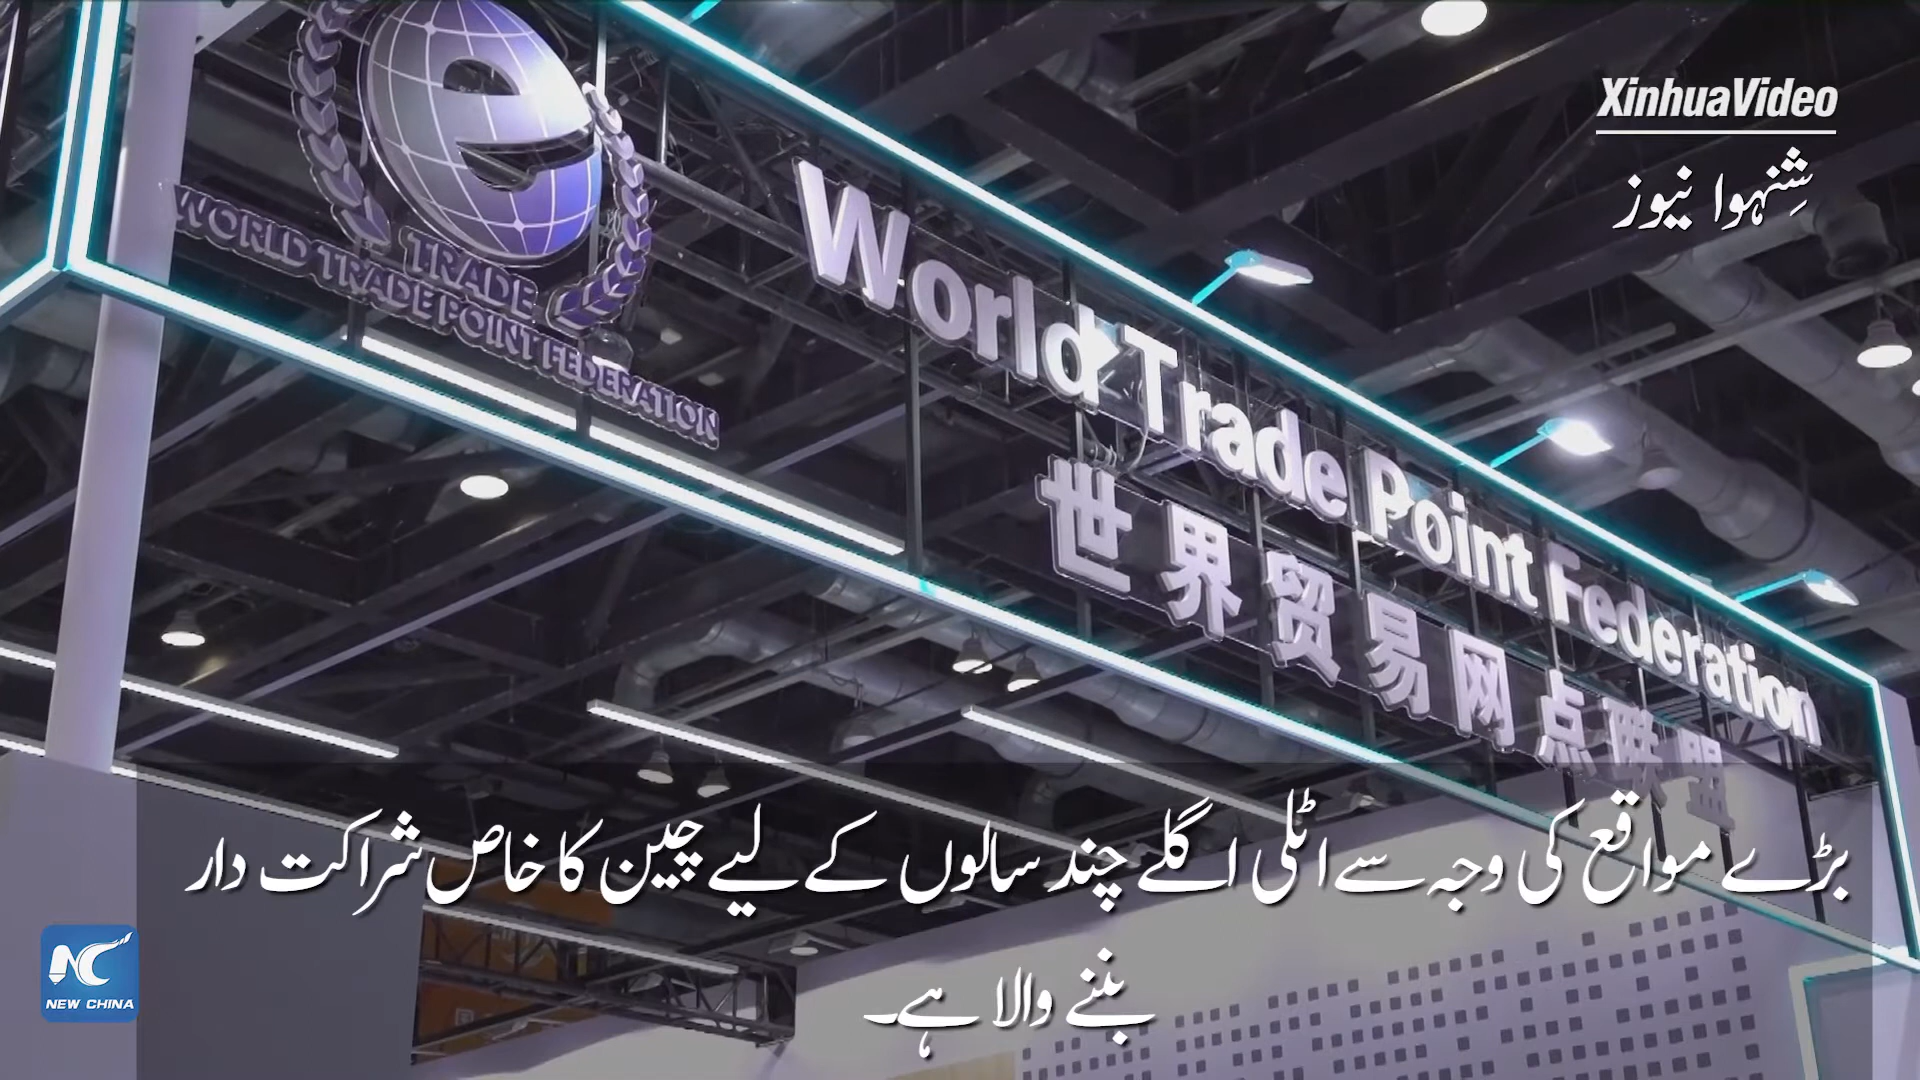 XinhuaVideo
شِنہوا نیوز
e
TRADE
WORLD TRADE POINT FEDERATION
World Trade Point Federation
世界贸易网点联盟
بڑے مواقع کی وجہ سے اٹلی اگلے چند سالوں کے لیے چین کا خاص شراکت دار
بننے والا ہے۔
NC
NEW CHINA